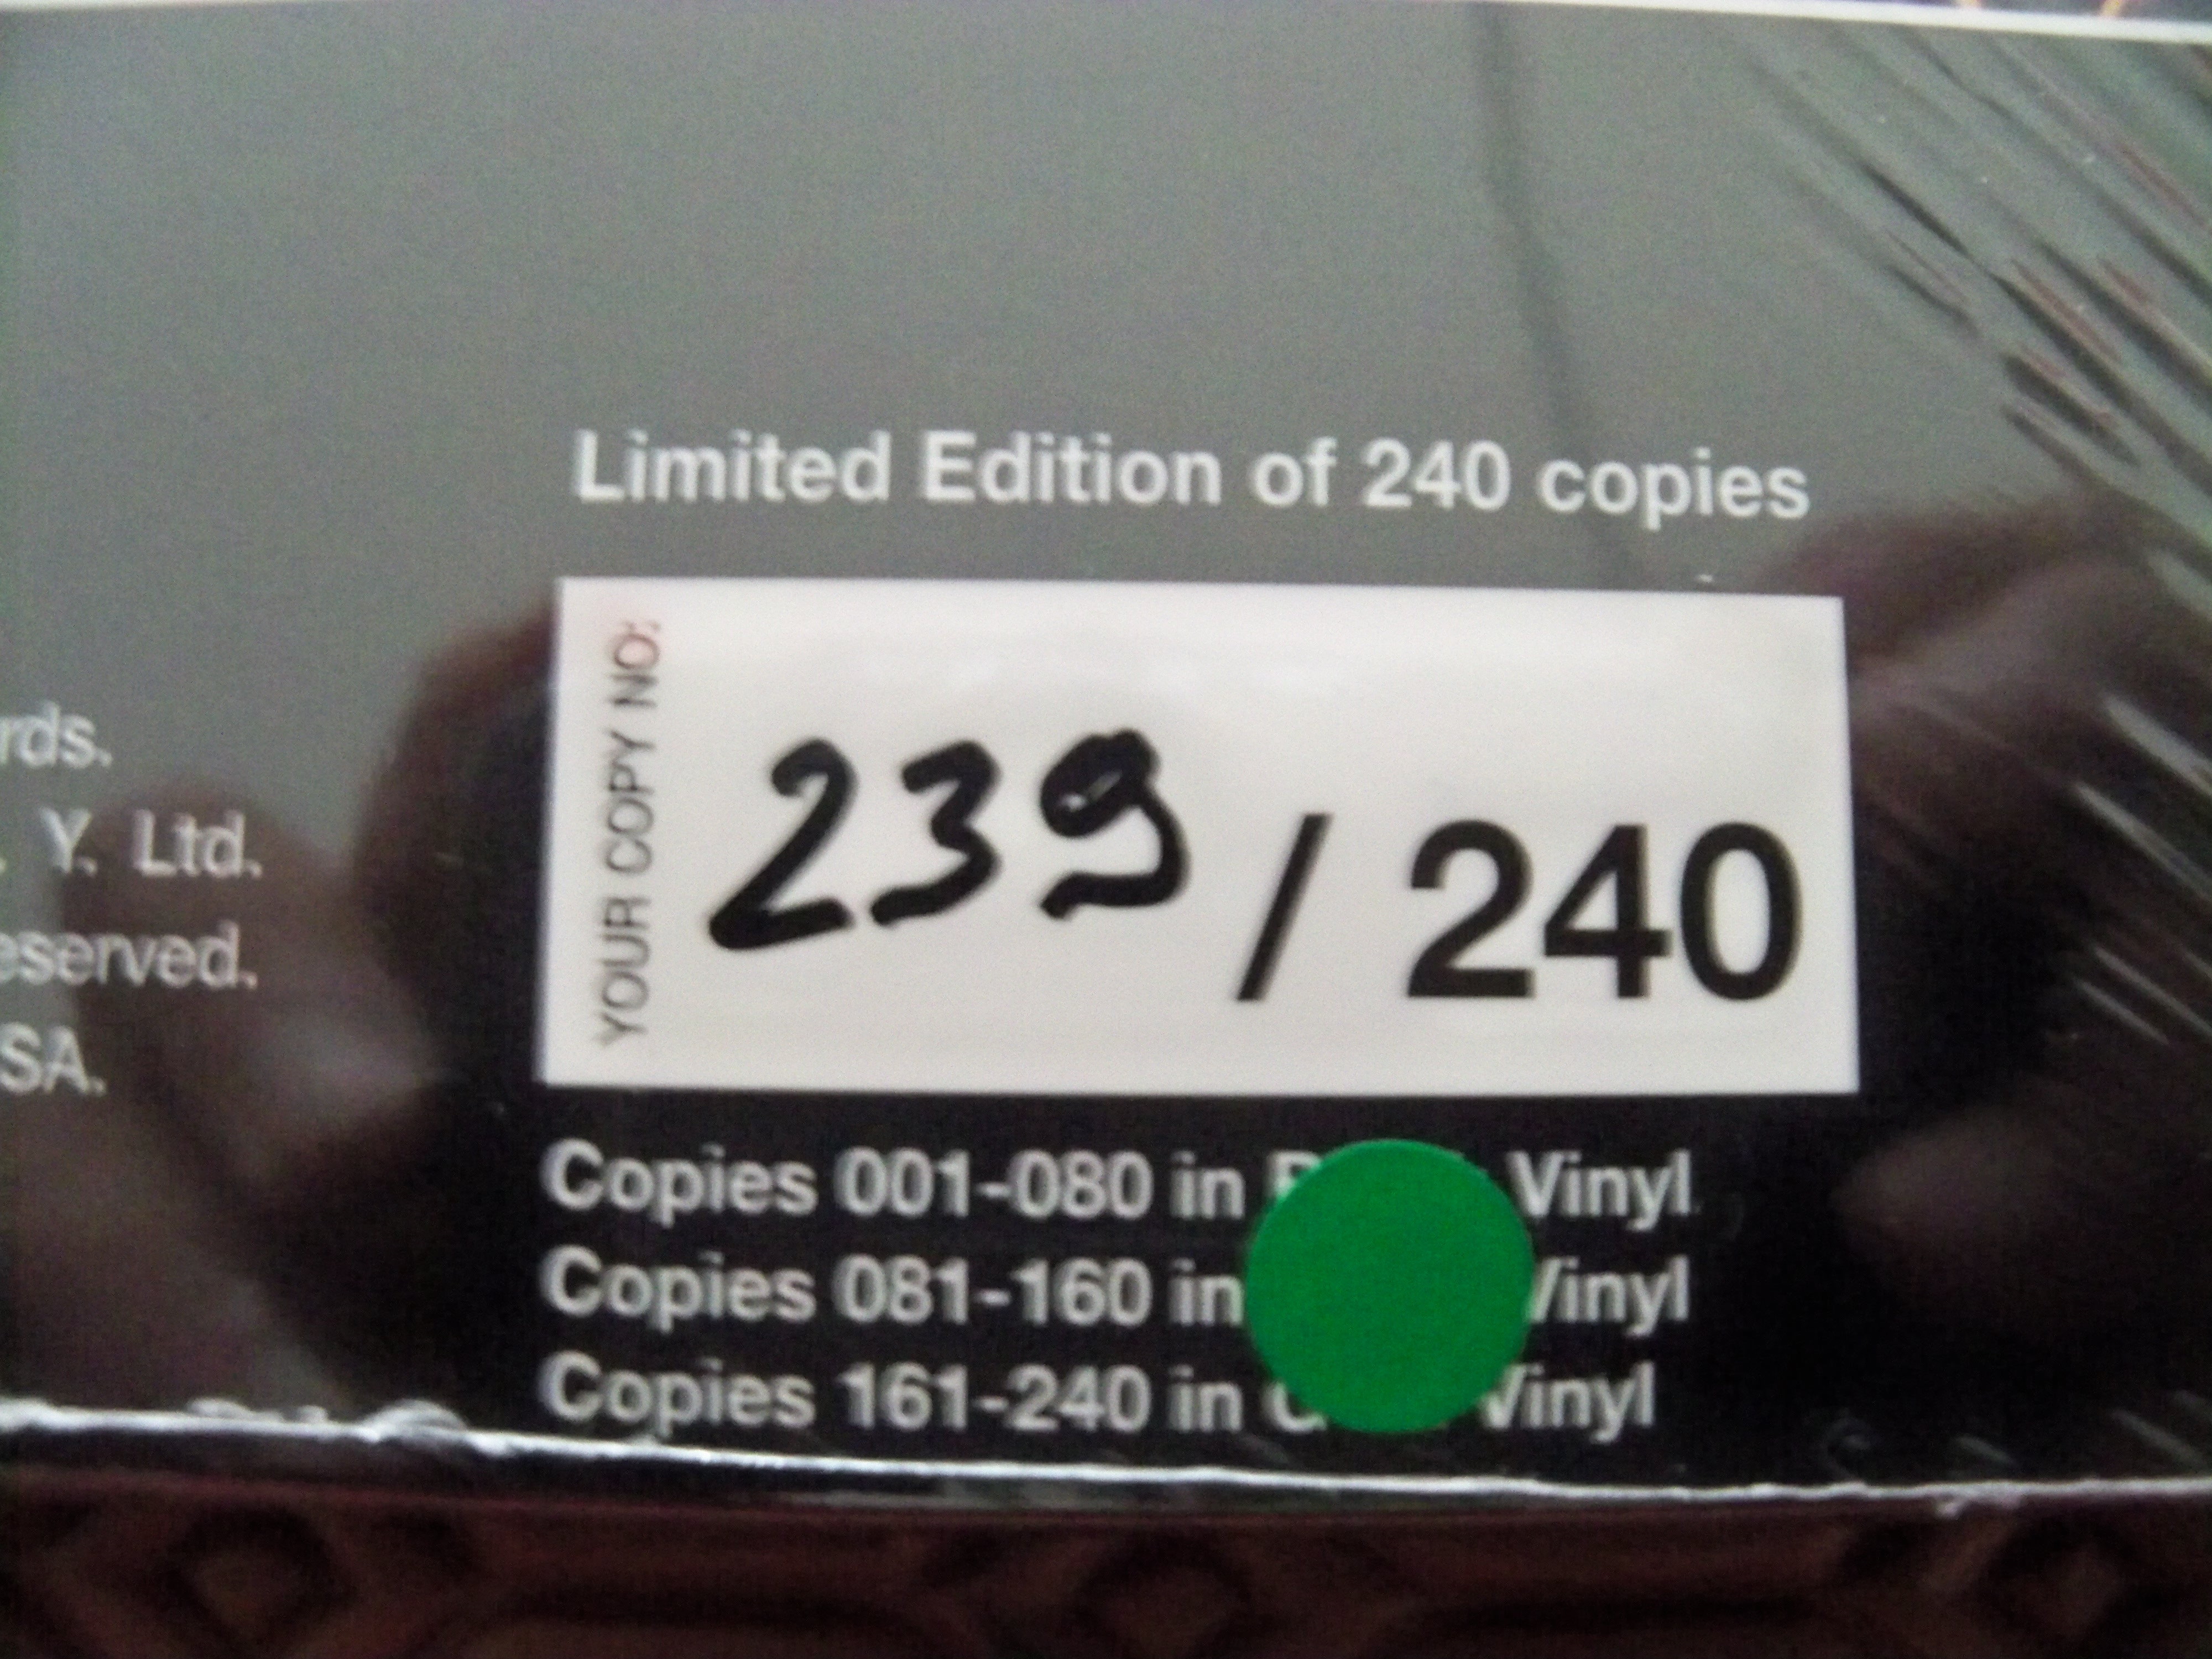 Limited Edition of 240 copies
YOUR COPY NO:
239 / 240
Copies 001-080 in Vinyl
Copies 081-160 in Vinyl
Copies 161-240 in Vinyl
rds.
Y. Ltd.
eserved.
SA.